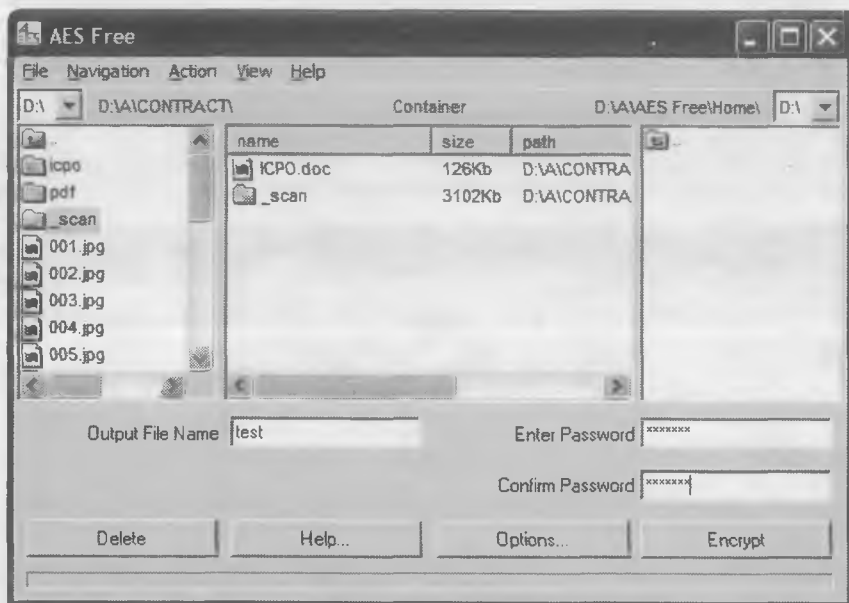 AES Free
File Navigation Action View Help
D:\ D:\A\CONTRACT\ Container D:\A\AES Free\Home\ D:\
..
icpo
pdf
_scan
001.jpg
002.jpg
003.jpg
004.jpg
005.jpg
name size path
ICPO.doc 126Kb D:\A\CONTRA
_scan 3102Kb D:\A\CONTRA
..
Output File Name test
Enter Password xxxxxxx
Confirm Password xxxxxxx
Delete Help... Options... Encrypt